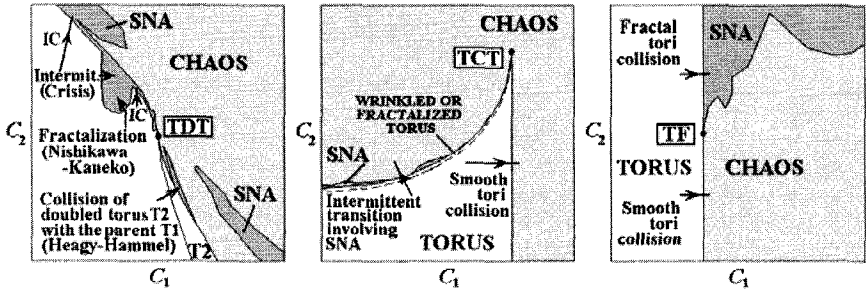 SNA
IC
CHAOS
Intermit.
(Crisis)
IC
C₂
Fractalization
(Nishikawa
-Kaneko)
TDT
Collision of
doubled torus T2
with the parent T1
(Heagy-Hammel)
SNA
T2
C₁
CHAOS
TCT
WRINKLED OR
FRACTALIZED
TORUS
C₂
SNA
Smooth
tori
collision
Intermittent
transition
involving
SNA
TORUS
C₁
Fractal
tori
collision
SNA
C₂
TF
TORUS
CHAOS
Smooth
tori
collision
C₁